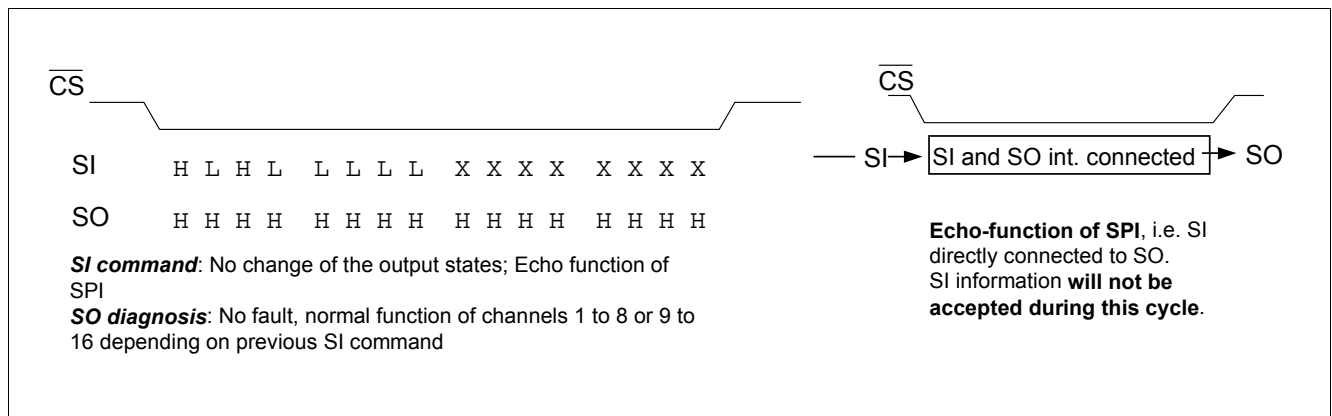 CS
SI H L H L L L L L X X X X X X X X
SO H H H H H H H H H H H H H H H H
SI command: No change of the output states; Echo function of
SPI
SO diagnosis: No fault, normal function of channels 1 to 8 or 9 to
16 depending on previous SI command
CS
SI SI and SO int. connected SO
Echo-function of SPI, i.e. SI
directly connected to SO.
SI information will not be
accepted during this cycle.